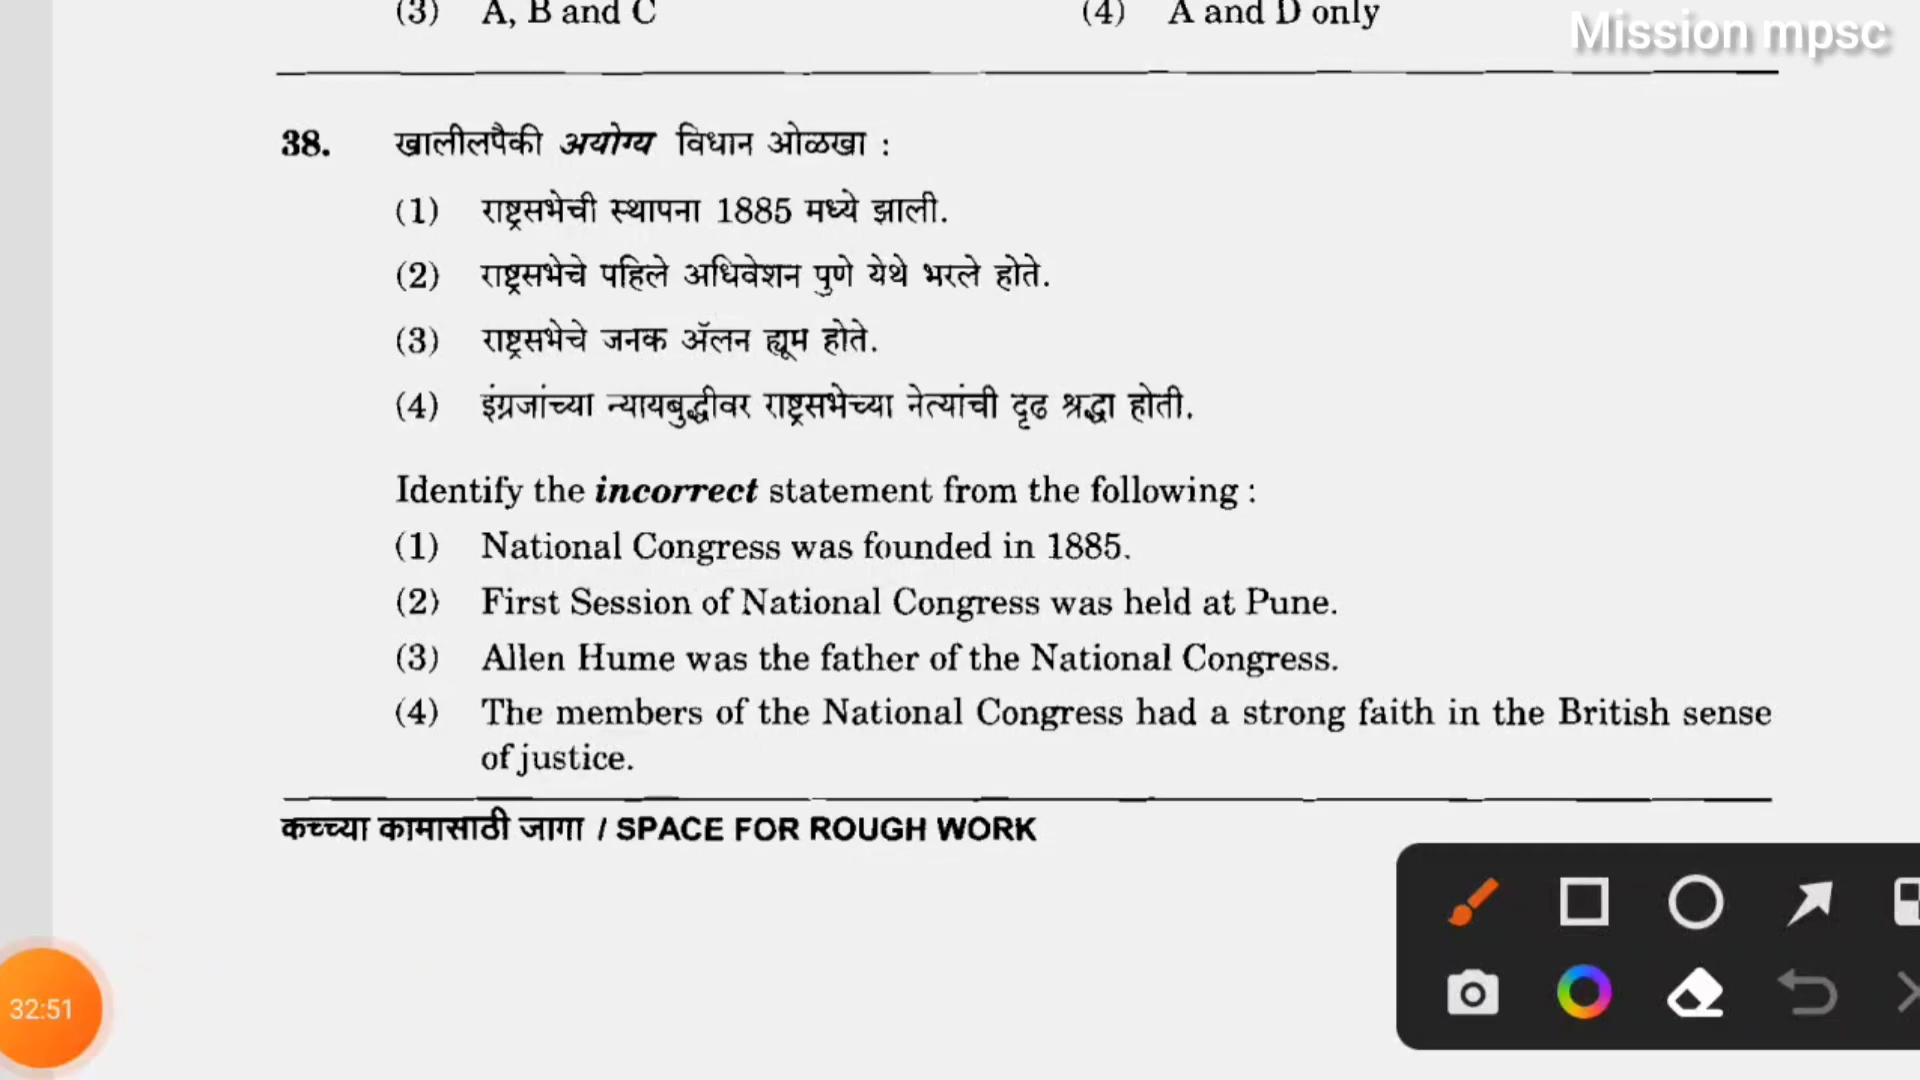 (3) A, B and C (4) A and D only
Mission mpsc
38. खालीलपैकी अयोग्य विधान ओळखा :
(1) राष्ट्रसभेची स्थापना 1885 मध्ये झाली.
(2) राष्ट्रसभेचे पहिले अधिवेशन पुणे येथे भरले होते.
(3) राष्ट्रसभेचे जनक ॲलन ह्यूम होते.
(4) इंग्रजांच्या न्यायबुद्धीवर राष्ट्रसभेच्या नेत्यांची दृढ श्रद्धा होती.
Identify the incorrect statement from the following :
(1) National Congress was founded in 1885.
(2) First Session of National Congress was held at Pune.
(3) Allen Hume was the father of the National Congress.
(4) The members of the National Congress had a strong faith in the British sense
of justice.
कच्च्या कामासाठी जागा / SPACE FOR ROUGH WORK
32:51